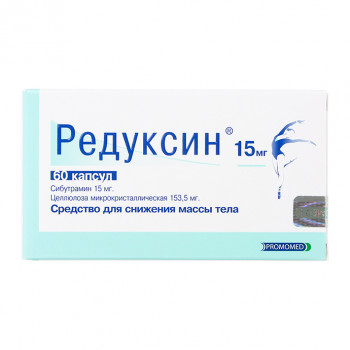 Редуксин® 15мг
60 капсул
Сибутрамин 15 мг.
Целлюлоза микрокристаллическая 153,5 мг.
Средство для снижения массы тела
PROMOMED